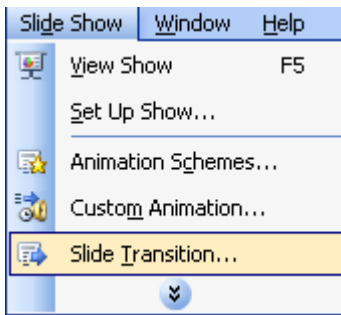 Slide Show Window Help
View Show F5
Set Up Show...
Animation Schemes...
Custom Animation...
Slide Transition...